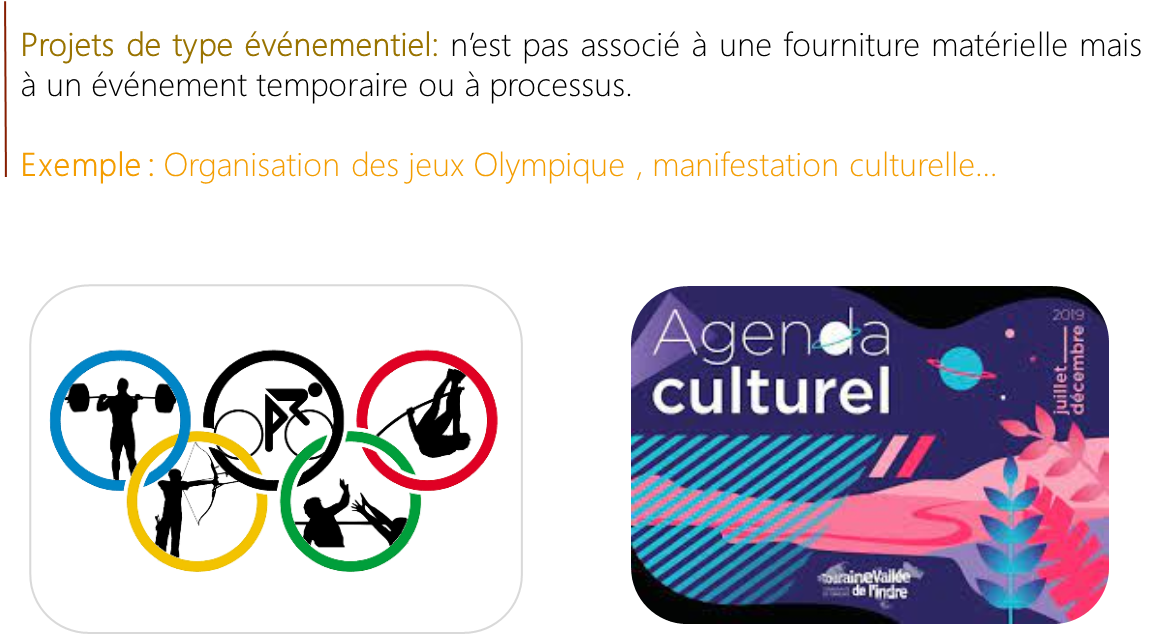 Projets de type événementiel: n’est pas associé à une fourniture matérielle mais
à un événement temporaire ou à processus.
Exemple : Organisation des jeux Olympique , manifestation culturelle...
Agenda
culturel
2019
juillet
décembre
touraineVallée
de l'indre